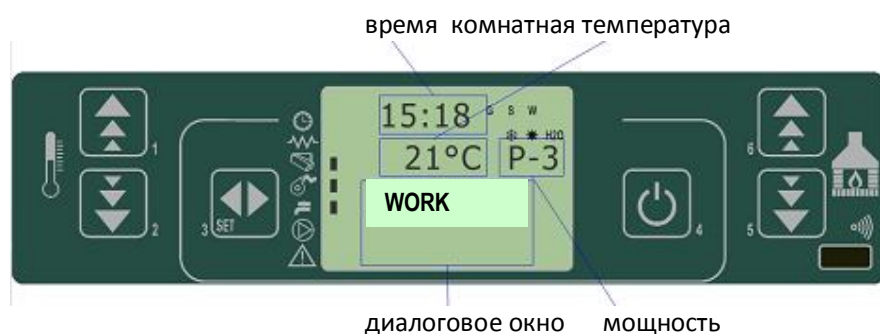 время комнатная температура
15:18 G S W
H2O
21°C P-3
WORK
1
2
3 SET
4
6
5
диалоговое окно мощность